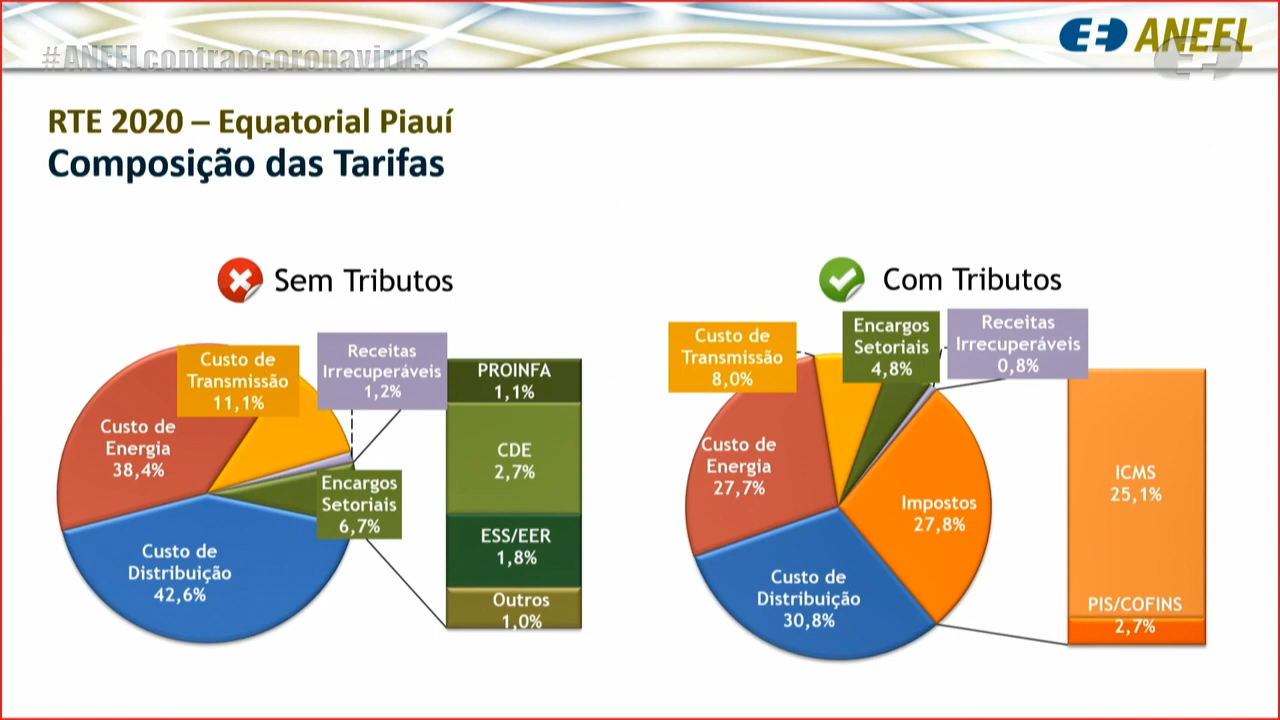 #ANEELcontraocoronavirus
ANEEL
RTE 2020 – Equatorial Piauí
Composição das Tarifas
Sem Tributos
Custo de
Transmissão
11,1%
Receitas
Irrecuperáveis
1,2%
Custo de
Energia
38,4%
Encargos
Setoriais
6,7%
Custo de
Distribuição
42,6%
PROINFA
1,1%
CDE
2,7%
ESS/EER
1,8%
Outros
1,0%
Com Tributos
Custo de
Transmissão
8,0%
Encargos
Setoriais
4,8%
Receitas
Irrecuperáveis
0,8%
Custo de
Energia
27,7%
Impostos
27,8%
Custo de
Distribuição
30,8%
ICMS
25,1%
PIS/COFINS
2,7%